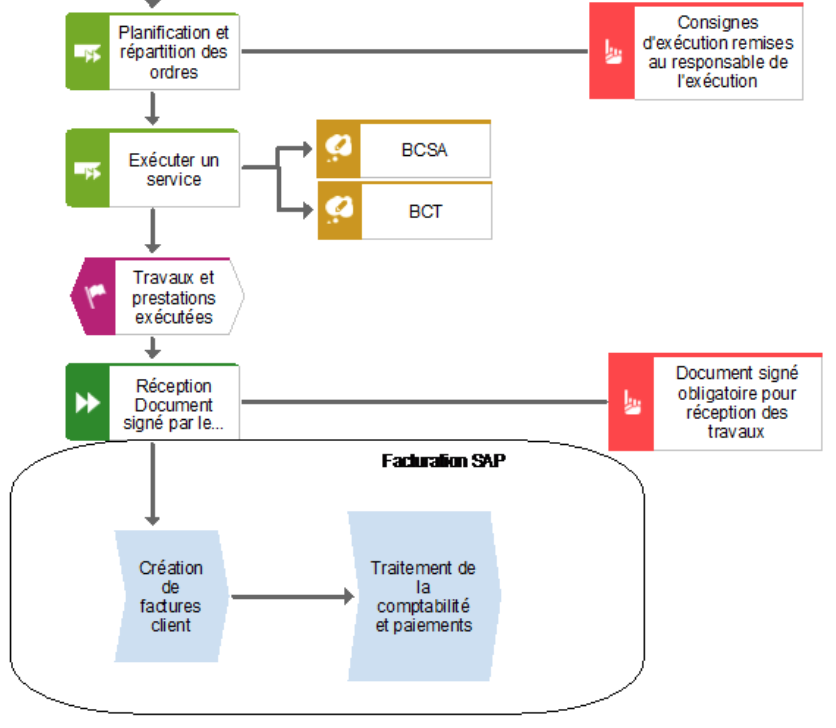 Planification et
répartition des
ordres
Consignes
d'exécution remises
au responsable de
l'exécution
Exécuter un
service
BCSA
BCT
Travaux et
prestations
exécutées
Réception
Document
signé par le...
Document signé
obligatoire pour
réception des
travaux
Facturation SAP
Création
de
factures
client
Traitement de
la
comptabilité
et paiements